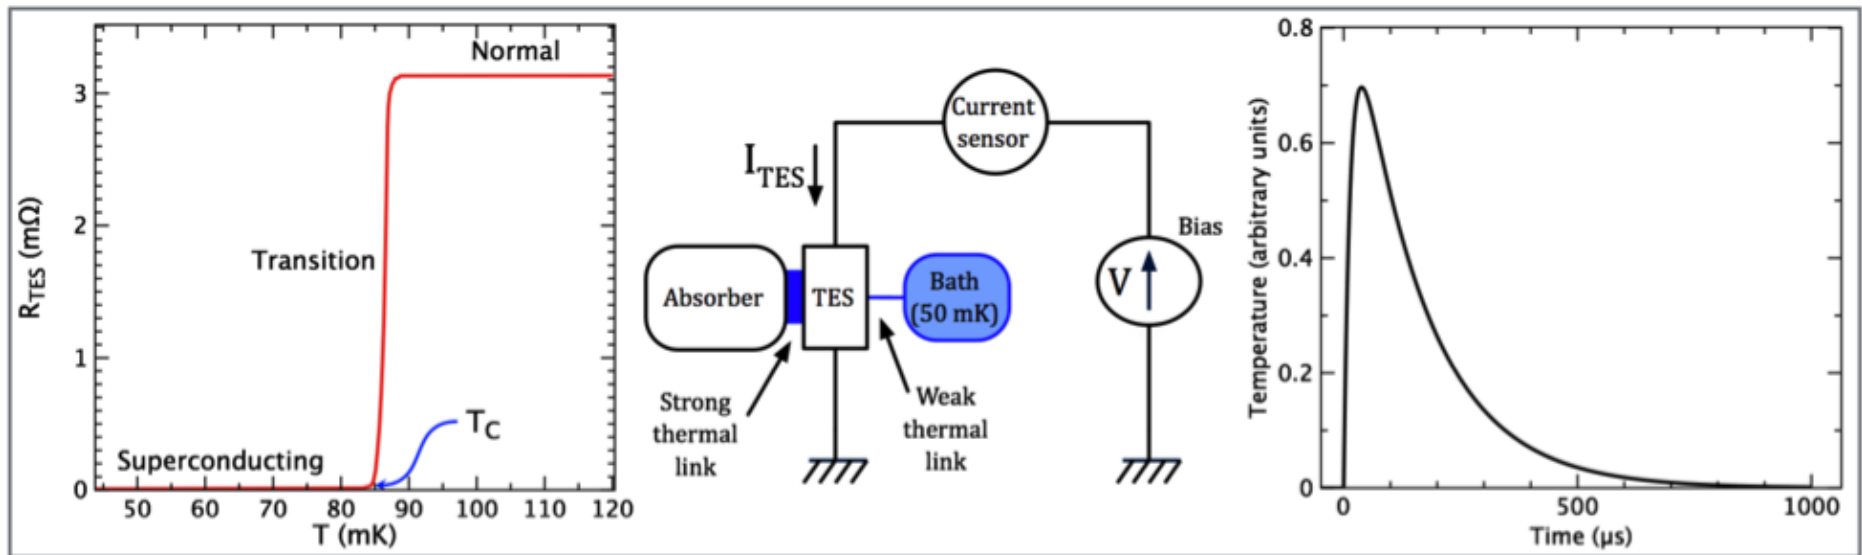 Normal
3
2
1
0
R_TES (mΩ)
Transition
T_C
Superconducting
50 60 70 80 90 100 110 120
T (mK)
Current
sensor
I_TES
Bias
V
Absorber
TES
Bath
(50 mK)
Strong
thermal
link
Weak
thermal
link
0.8
0.6
0.4
0.2
0
Temperature (arbitrary units)
0 500 1000
Time (μs)